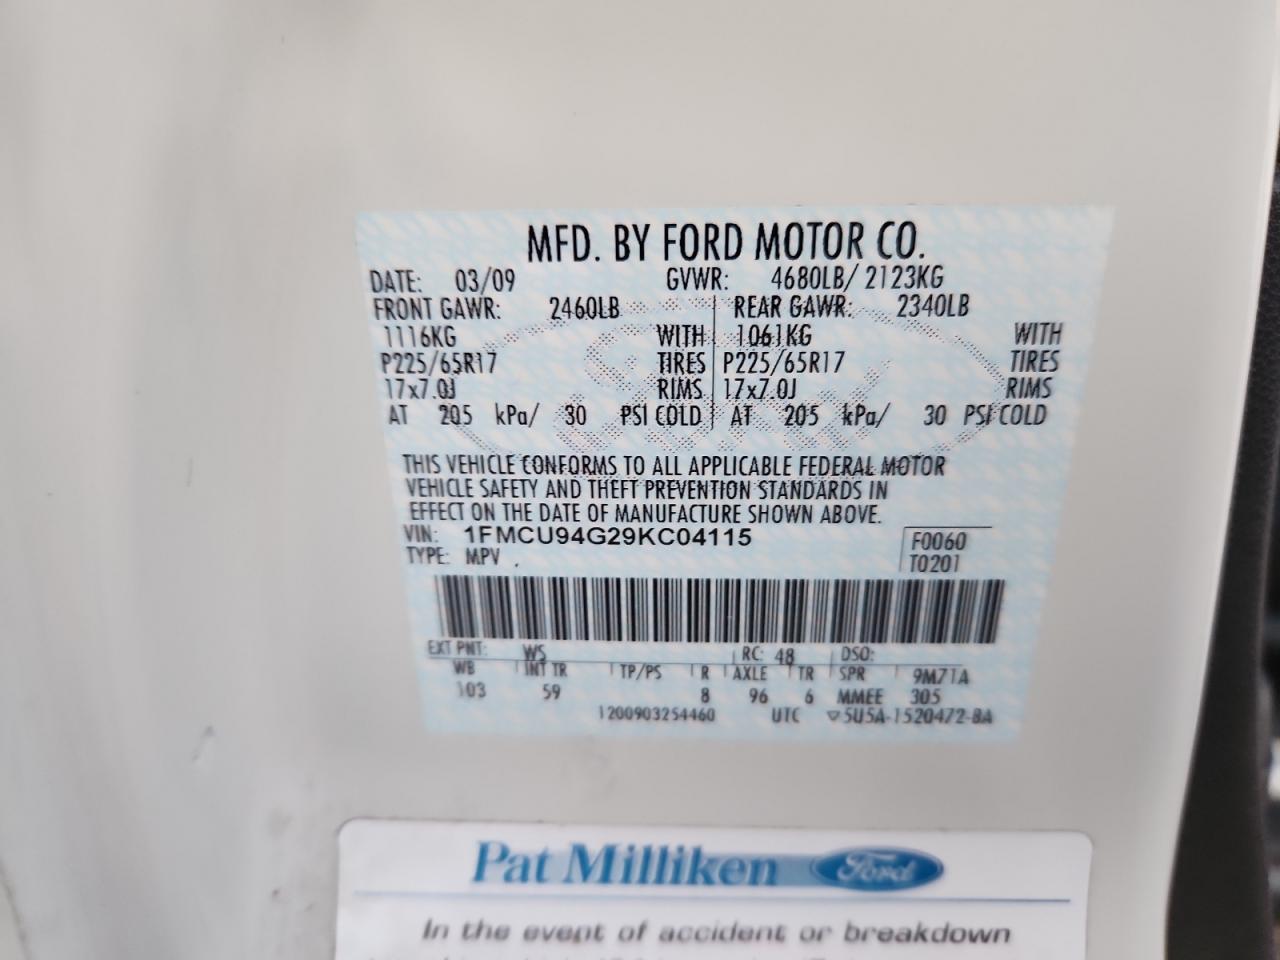 MFD. BY FORD MOTOR CO.
DATE: 03/09 GVWR: 4680LB/ 2123KG
FRONT GAWR: 2460LB REAR GAWR: 2340LB
1116KG WITH 1061KG WITH
P225/65R17 TIRES P225/65R17 TIRES
17x7.0J RIMS 17x7.0J RIMS
AT 205 kPa/ 30 PSI COLD AT 205 kPa/ 30 PSI COLD
THIS VEHICLE CONFORMS TO ALL APPLICABLE FEDERAL MOTOR
VEHICLE SAFETY AND THEFT PREVENTION STANDARDS IN
EFFECT ON THE DATE OF MANUFACTURE SHOWN ABOVE.
VIN: 1FMCU94G29KC04115 F0060
TYPE: MPV . T0201
EXT PNT: WS RC: 48 DSO:
WB INT TR TP/PS R AXLE TR SPR 9M71A
103 59 8 96 6 MMEE 305
1200903254460 UTC ▽5U5A-1520472-BA
Pat Milliken Ford
In the event of accident or breakdown